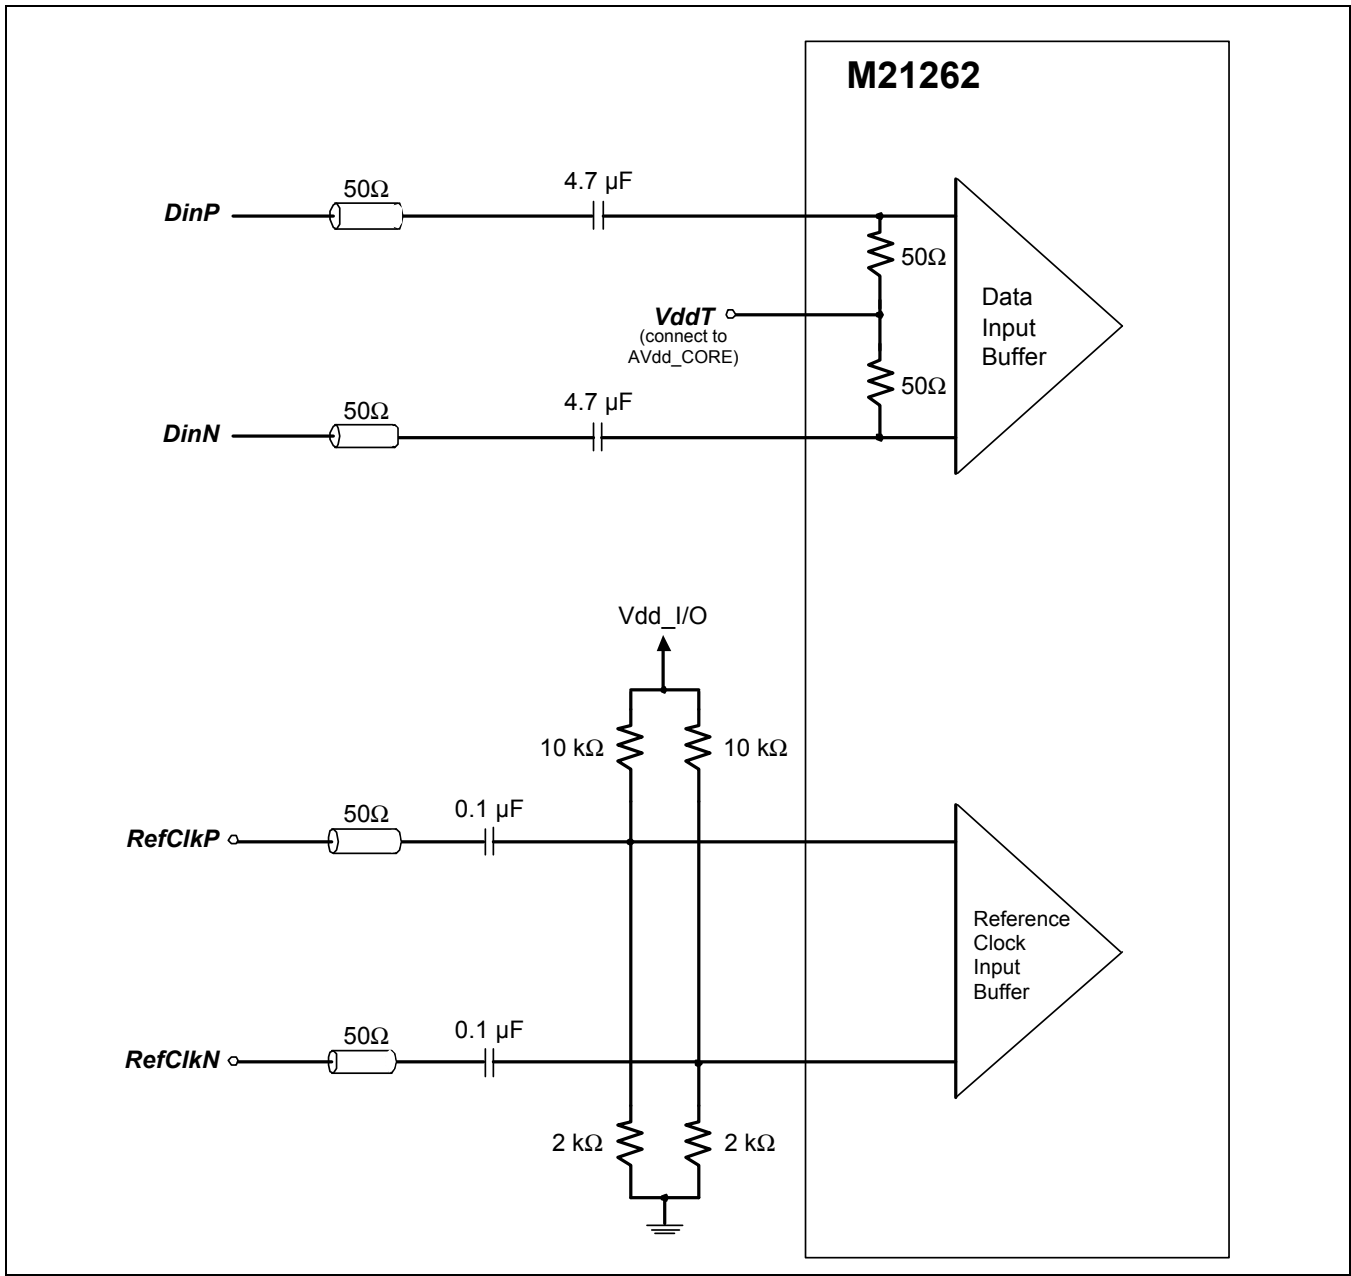 M21262
50Ω
4.7 µF
DinP
50Ω
Data
Input
Buffer
VddT
(connect to
AVdd_CORE)
50Ω
50Ω
4.7 µF
DinN
Vdd_I/O
10 kΩ
10 kΩ
50Ω
0.1 µF
RefClkP
Reference
Clock
Input
Buffer
50Ω
0.1 µF
RefClkN
2 kΩ
2 kΩ